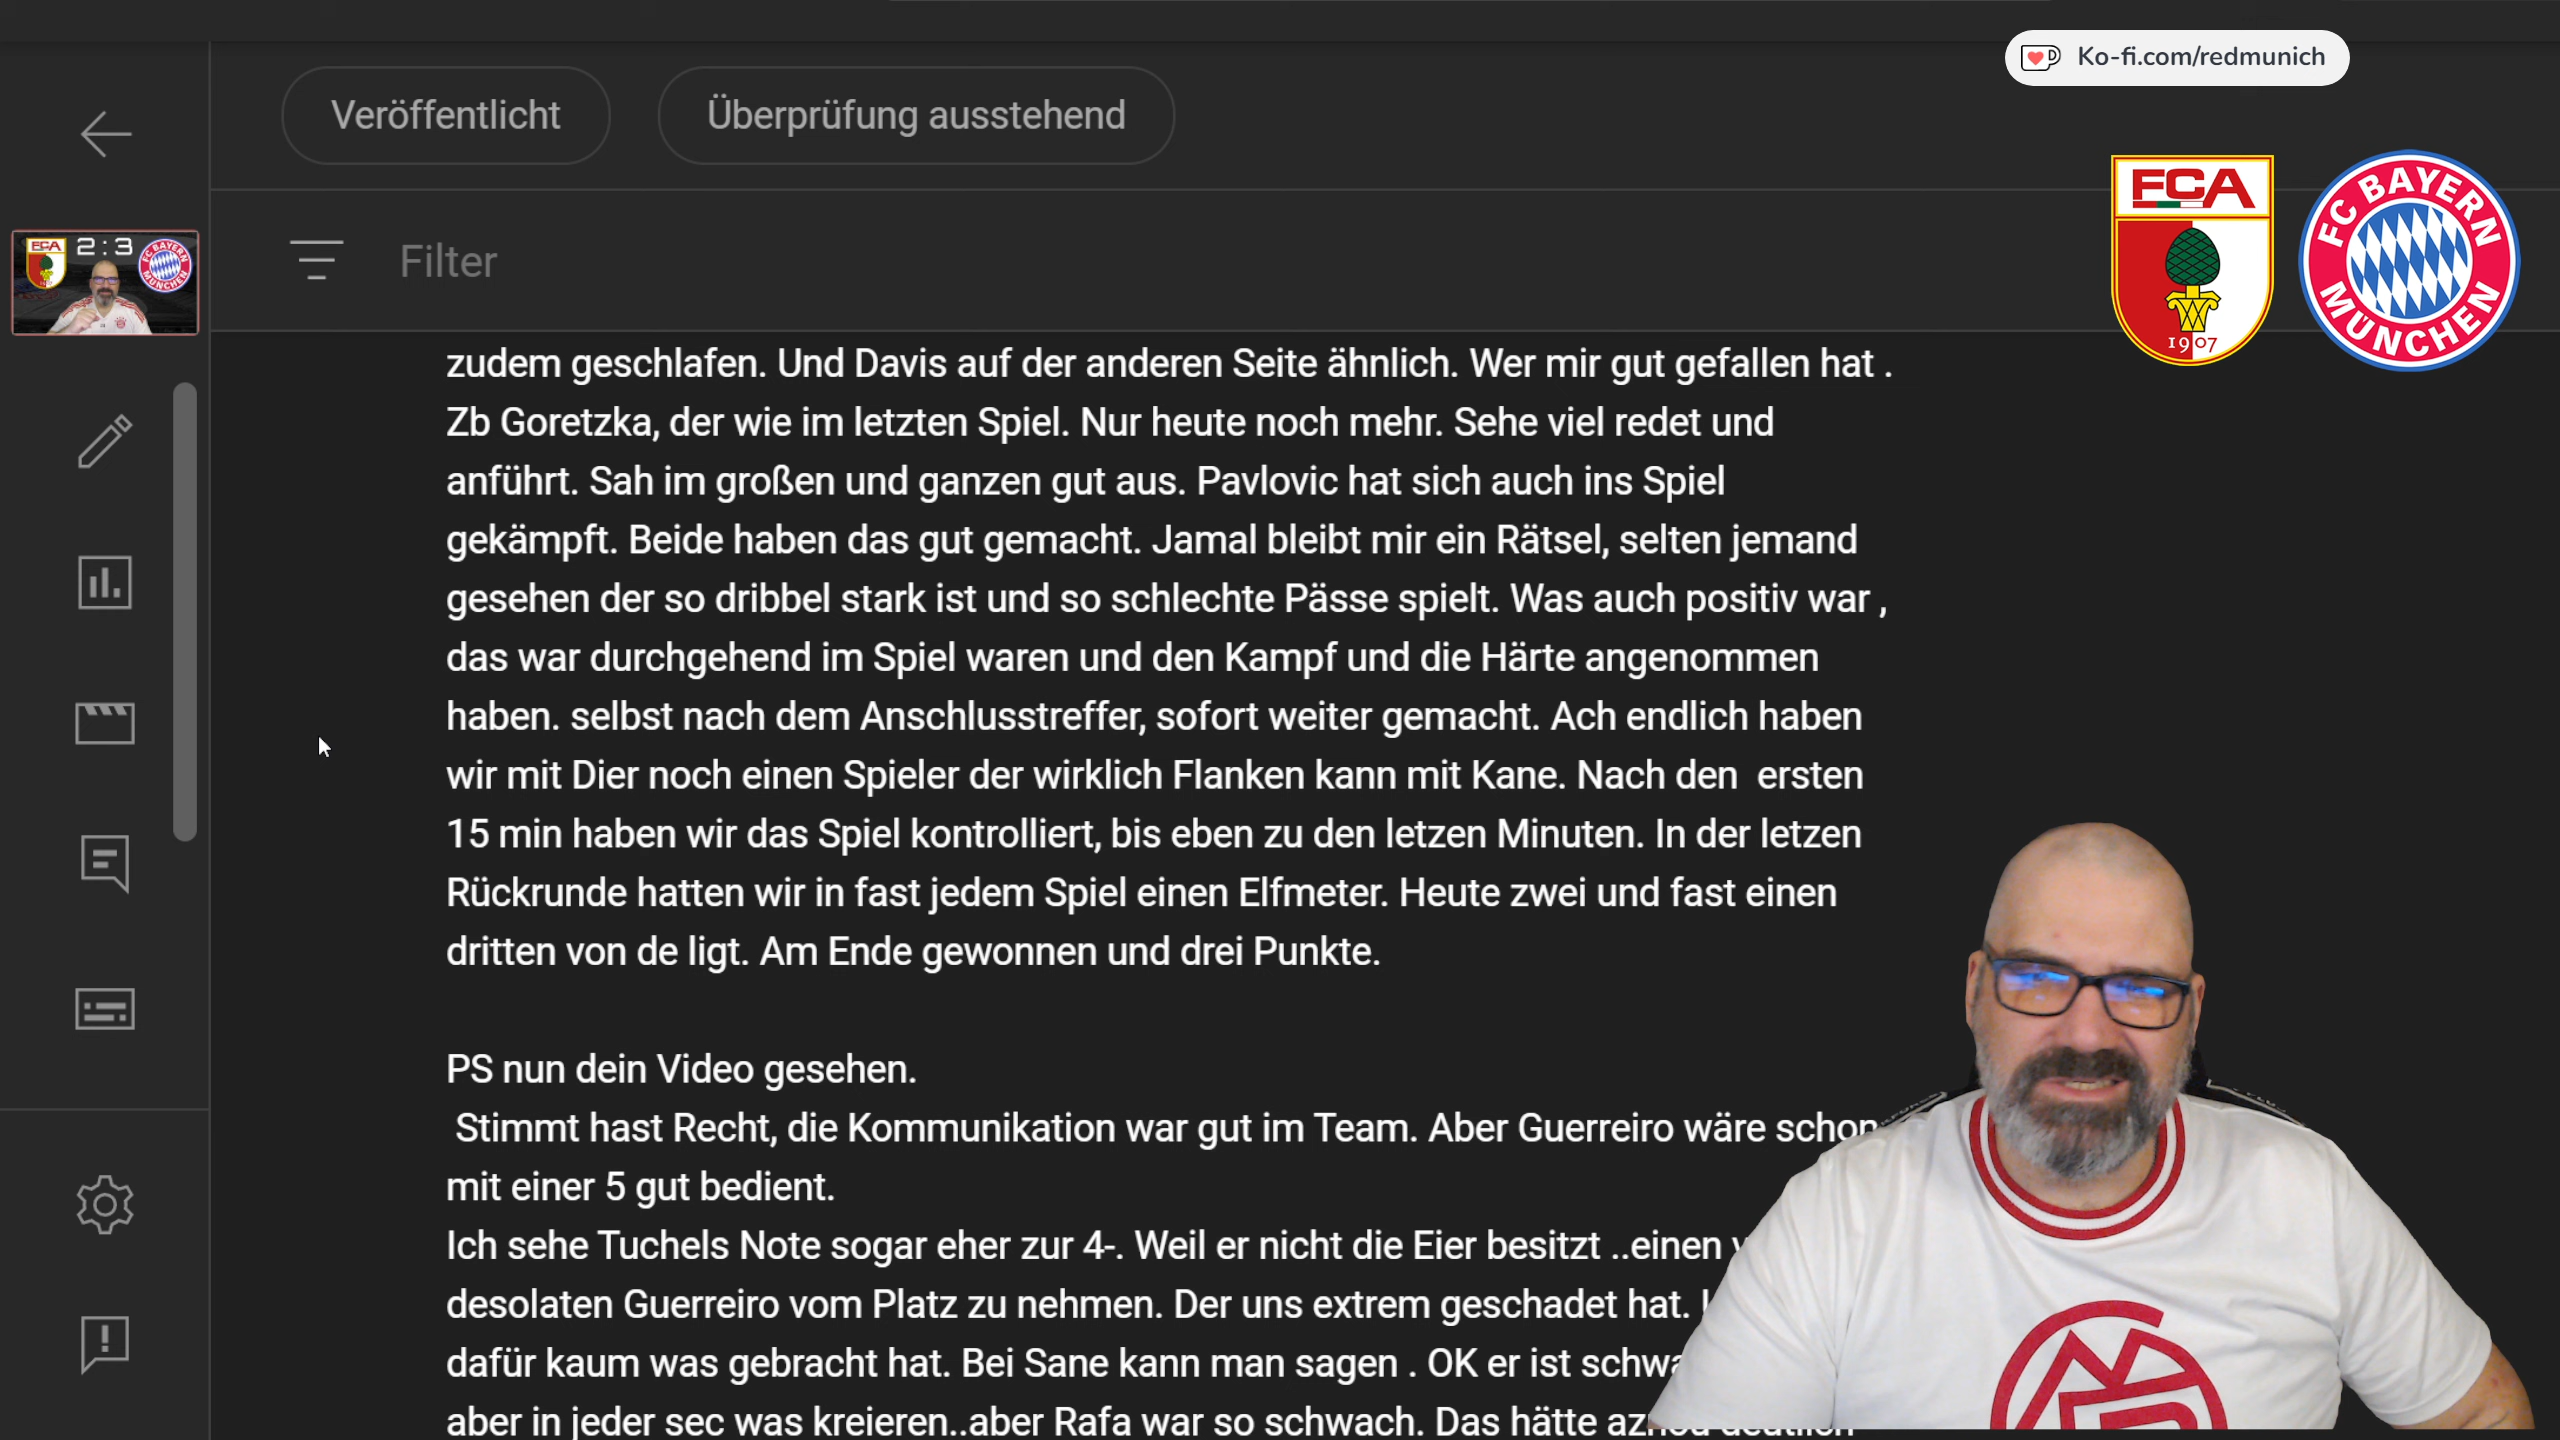 Ko-fi.com/redmunich
Veröffentlicht
Überprüfung ausstehend
FCA
1907
FC BAYERN
MÜNCHEN
FCA
2:3
FC BAYERN
MÜNCHEN
Filter
zudem geschlafen. Und Davis auf der anderen Seite ähnlich. Wer mir gut gefallen hat .
Zb Goretzka, der wie im letzten Spiel. Nur heute noch mehr. Sehe viel redet und
anführt. Sah im großen und ganzen gut aus. Pavlovic hat sich auch ins Spiel
gekämpft. Beide haben das gut gemacht. Jamal bleibt mir ein Rätsel, selten jemand
gesehen der so dribbel stark ist und so schlechte Pässe spielt. Was auch positiv war ,
das war durchgehend im Spiel waren und den Kampf und die Härte angenommen
haben. selbst nach dem Anschlusstreffer, sofort weiter gemacht. Ach endlich haben
wir mit Dier noch einen Spieler der wirklich Flanken kann mit Kane. Nach den  ersten
15 min haben wir das Spiel kontrolliert, bis eben zu den letzen Minuten. In der letzen
Rückrunde hatten wir in fast jedem Spiel einen Elfmeter. Heute zwei und fast einen
dritten von de ligt. Am Ende gewonnen und drei Punkte.
PS nun dein Video gesehen.
Stimmt hast Recht, die Kommunikation war gut im Team. Aber Guerreiro wäre schon
mit einer 5 gut bedient.
Ich sehe Tuchels Note sogar eher zur 4-. Weil er nicht die Eier besitzt ..einen
desolaten Guerreiro vom Platz zu nehmen. Der uns extrem geschadet hat.
dafür kaum was gebracht hat. Bei Sane kann man sagen . OK er ist
aber in jeder sec was kreieren..aber Rafa war so schwach. Das hätte